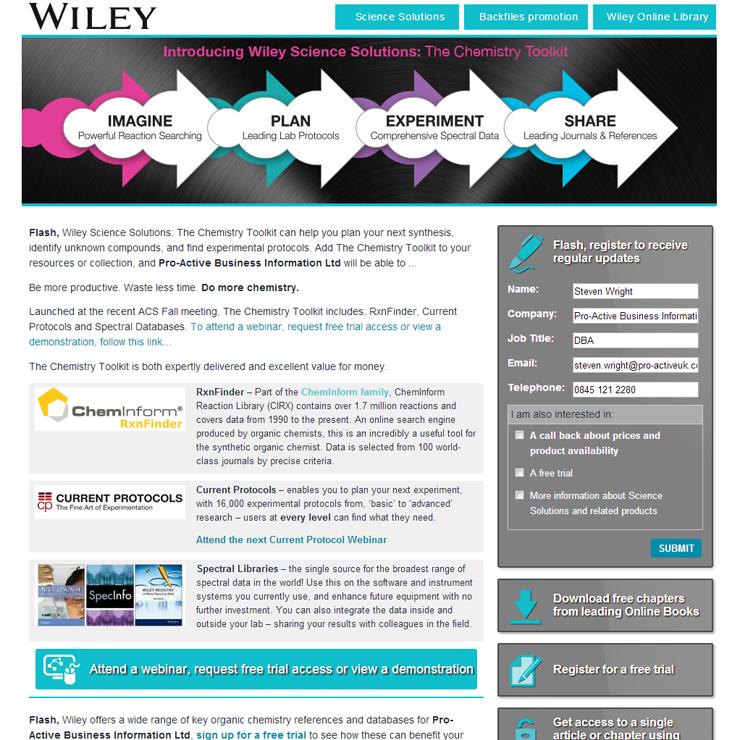 WILEY
Science Solutions
Backfiles promotion
Wiley Online Library
Introducing Wiley Science Solutions: The Chemistry Toolkit
IMAGINE
Powerful Reaction Searching
PLAN
Leading Lab Protocols
EXPERIMENT
Comprehensive Spectral Data
SHARE
Leading Journals & References
Flash, Wiley Science Solutions: The Chemistry Toolkit can help you plan your next synthesis,
identify unknown compounds, and find experimental protocols. Add The Chemistry Toolkit to your
resources or collection, and Pro-Active Business Information Ltd will be able to ...
Be more productive. Waste less time. Do more chemistry.
Launched at the recent ACS Fall meeting, The Chemistry Toolkit includes: RxnFinder, Current
Protocols and Spectral Databases. To attend a webinar, request free trial access or view a
demonstration, follow this link...
The Chemistry Toolkit is both expertly delivered and excellent value for money.
ChemInform®
RxnFinder
RxnFinder – Part of the ChemInform family, ChemInform
Reaction Library (CIRX) contains over 1.7 million reactions and
covers data from 1990 to the present. An online search engine
produced by organic chemists, this is an incredibly a useful tool for
the synthetic organic chemist. Data is selected from 100 world-
class journals by precise criteria.
cp CURRENT PROTOCOLS
The Fine Art of Experimentation
Current Protocols – enables you to plan your next experiment,
with 16,000 experimental protocols from, 'basic' to 'advanced'
research – users at every level can find what they need.
Attend the next Current Protocol Webinar
NIST/EPA/NIH
SpecInfo
WILEY REGISTRY
Spectral Libraries – the single source for the broadest range of
spectral data in the world! Use this on the software and instrument
systems you currently use, and enhance future equipment with no
further investment. You can also integrate the data inside and
outside your lab – sharing your results with colleagues in the field.
Attend a webinar, request free trial access or view a demonstration
Flash, Wiley offers a wide range of key organic chemistry references and databases for Pro-
Active Business Information Ltd, sign up for a free trial to see how these can benefit your
Flash, register to receive
regular updates
Name: Steven Wright
Company: Pro-Active Business Informati
Job Title: DBA
Email: steven.wright@pro-activeuk.c
Telephone: 0845 121 2280
I am also interested in:
A call back about prices and
product availability
A free trial
More information about Science
Solutions and related products
SUBMIT
Download free chapters
from leading Online Books
Register for a free trial
Get access to a single
article or chapter using